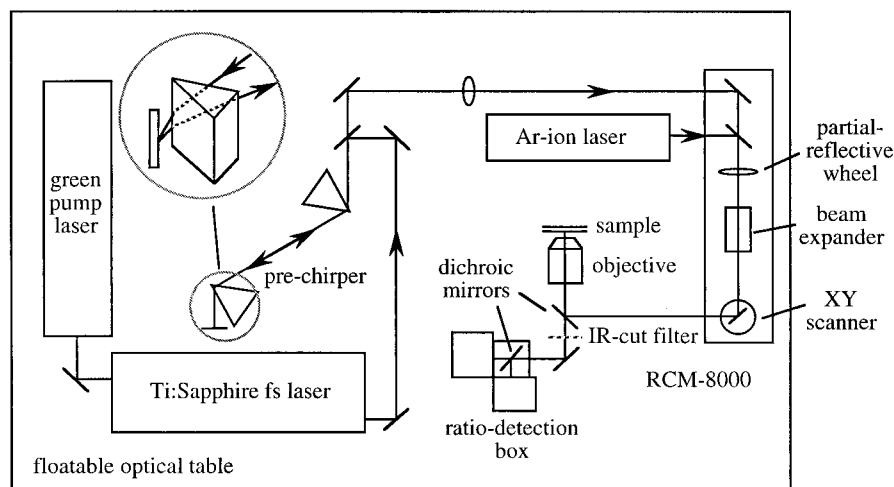 green
pump
laser
Ar-ion laser
partial-
reflective
wheel
beam
expander
XY
scanner
sample
objective
dichroic
mirrors
pre-chirper
IR-cut filter
Ti:Sapphire fs laser
RCM-8000
ratio-detection
box
floatable optical table